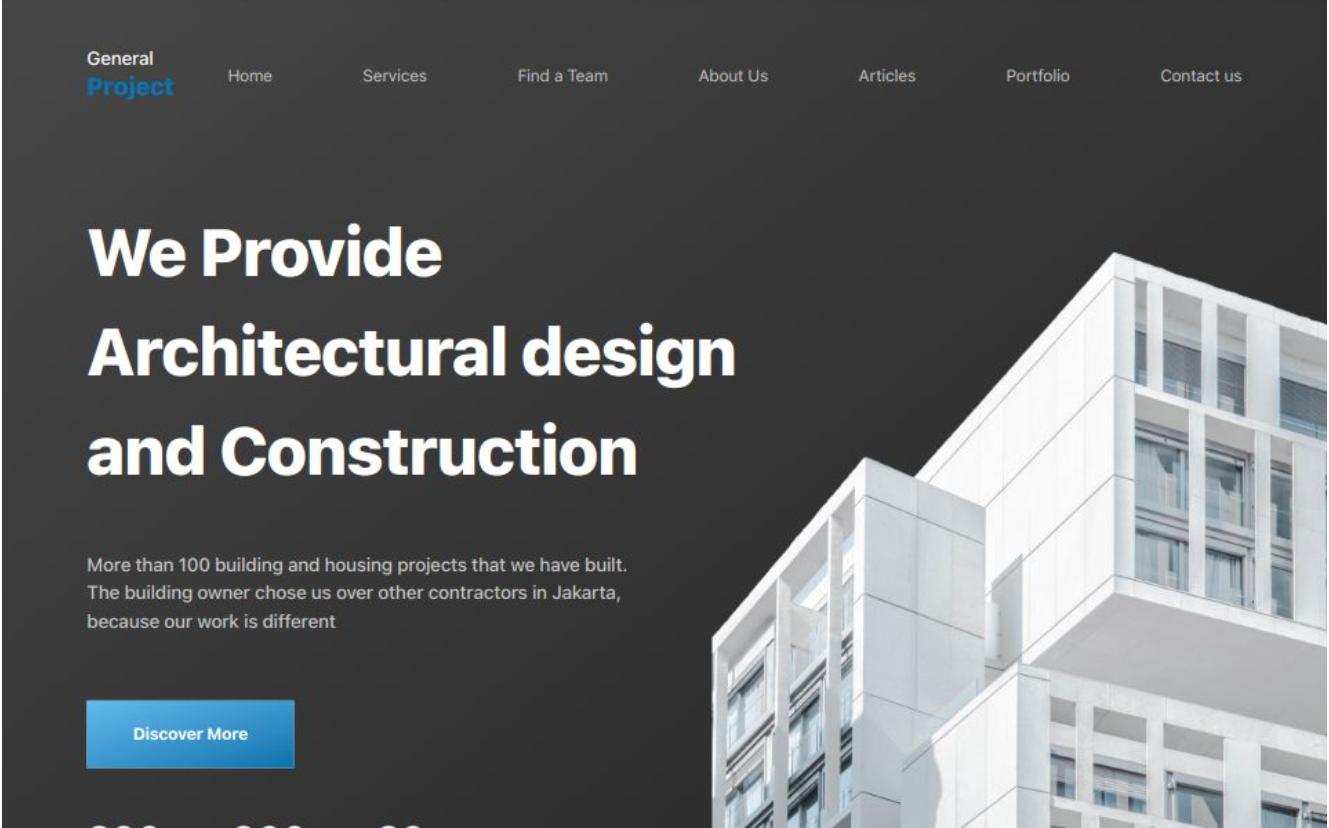 General
Project
Home
Services
Find a Team
About Us
Articles
Portfolio
Contact us
We Provide
Architectural design
and Construction
More than 100 building and housing projects that we have built.
The building owner chose us over other contractors in Jakarta,
because our work is different
Discover More